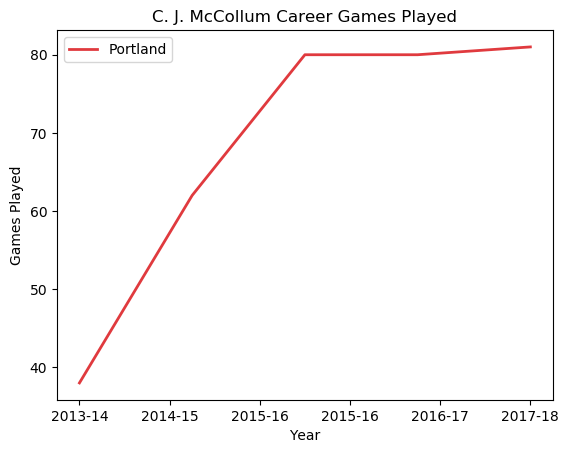 C. J. McCollum Career Games Played
Portland
80
70
60
50
40
Games Played
2013-14 2014-15 2015-16 2015-16 2016-17 2017-18
Year